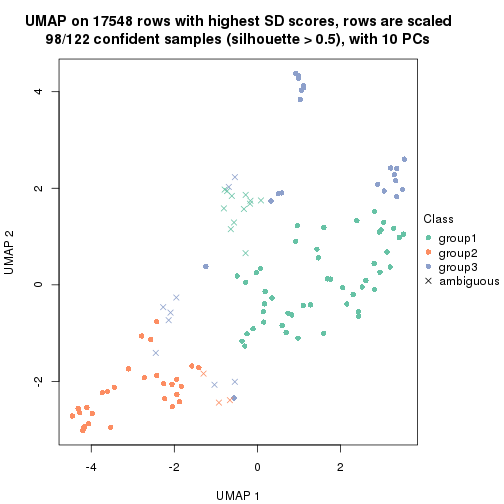 UMAP on 17548 rows with highest SD scores, rows are scaled
98/122 confident samples (silhouette > 0.5), with 10 PCs
4
2
0
-2
UMAP 2
-4
-2
0
2
UMAP 1
Class
group1
group2
group3
ambiguous